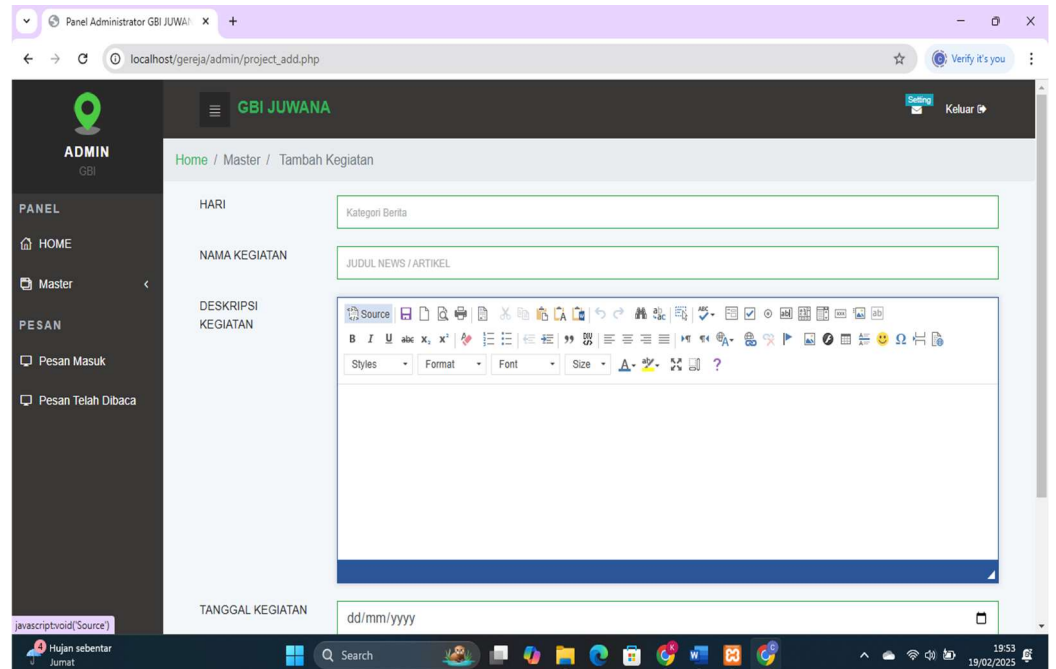 Panel Administrator GBI JUWAN
localhost/gereja/admin/project_add.php
Verify it's you
GBI JUWANA
Setting
Keluar
ADMIN
GBI
Home / Master / Tambah Kegiatan
PANEL
HOME
Master
PESAN
Pesan Masuk
Pesan Telah Dibaca
HARI
Kategori Berita
NAMA KEGIATAN
JUDUL NEWS / ARTIKEL
DESKRIPSI
KEGIATAN
Source
Styles Format Font Size
TANGGAL KEGIATAN
dd/mm/yyyy
javascript:void('Source')
4
Hujan sebentar
Jumat
Search
19:53
19/02/2025